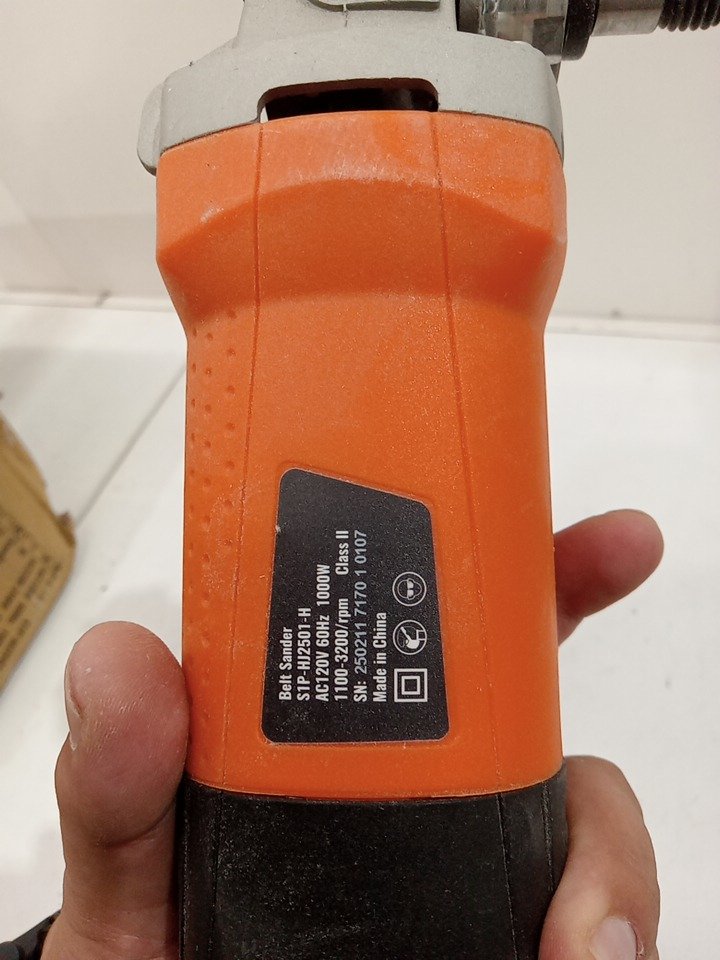 Belt Sander
S1P-HJ2501-H
AC120V 60Hz 1000W
1100-3200/rpm Class II
SN: 250211 7170 1 0107
Made in China